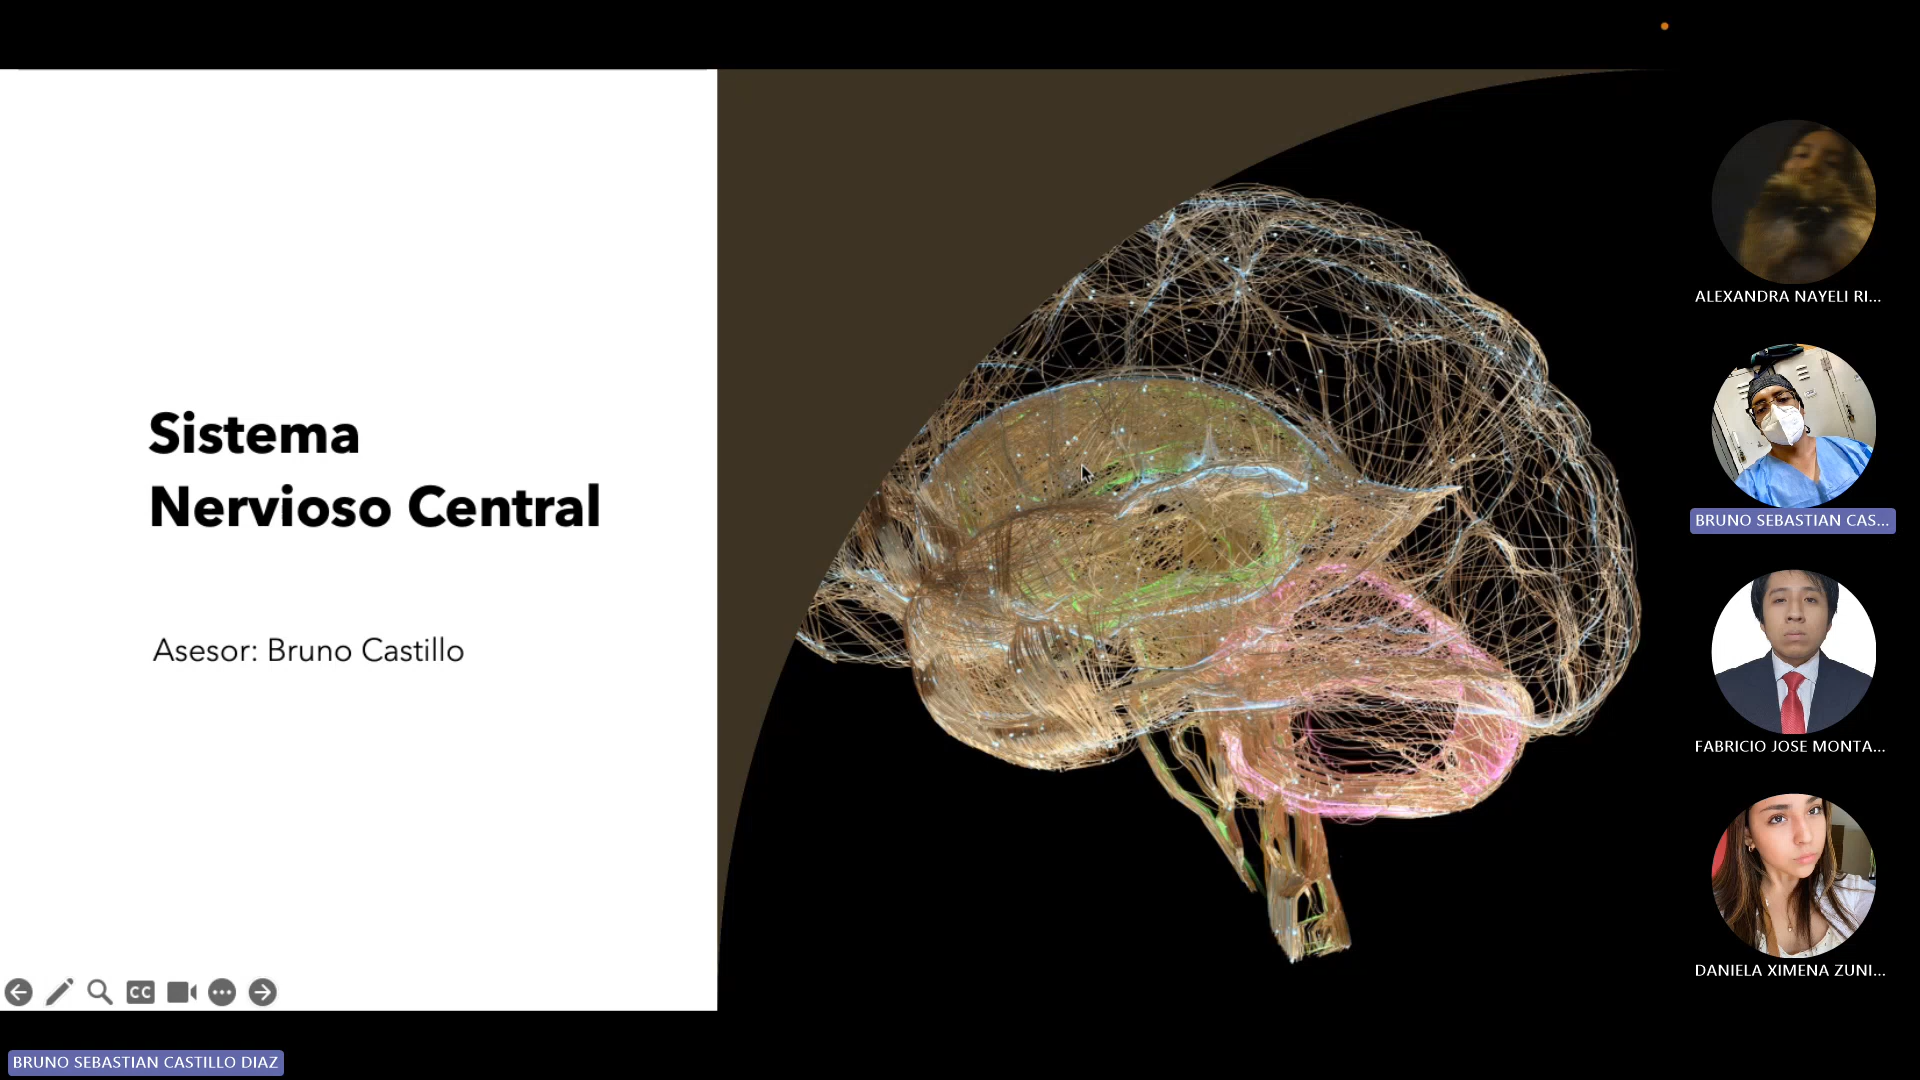 Sistema
Nervioso Central
Asesor: Bruno Castillo
CC
BRUNO SEBASTIAN CASTILLO DIAZ
ALEXANDRA NAYELI RI...
BRUNO SEBASTIAN CAS...
FABRICIO JOSE MONTA...
DANIELA XIMENA ZUNI...